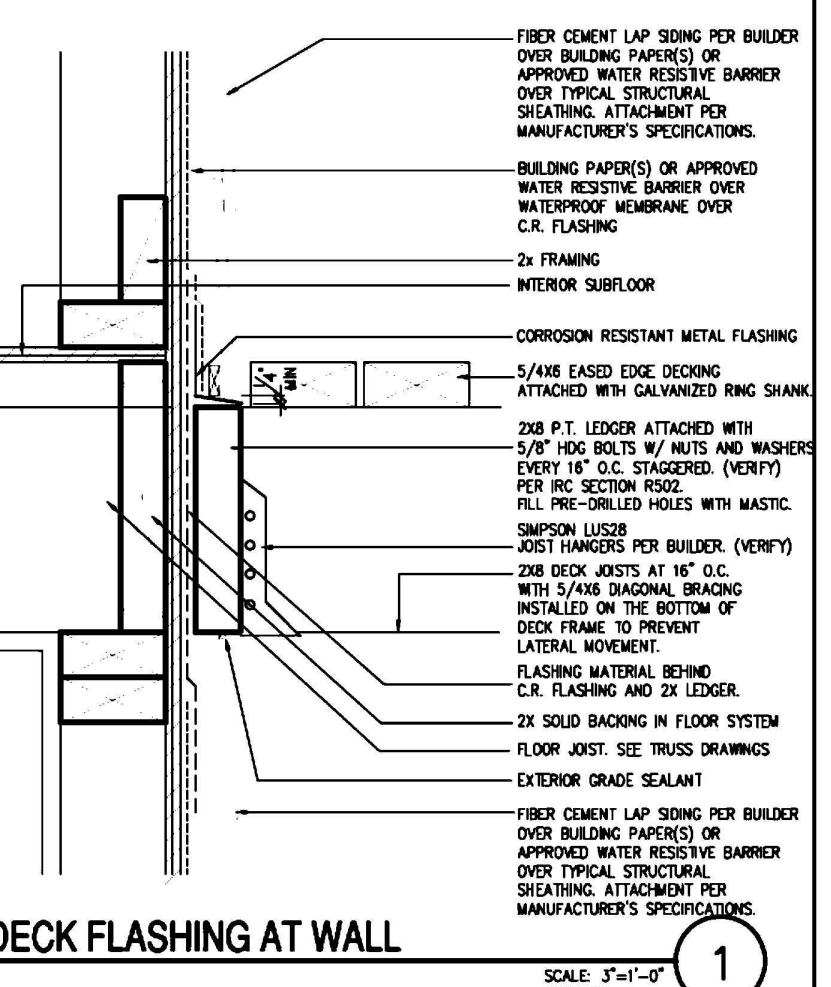 FIBER CEMENT LAP SIDING PER BUILDER
OVER BUILDING PAPER(S) OR
APPROVED WATER RESISTIVE BARRIER
OVER TYPICAL STRUCTURAL
SHEATHING. ATTACHMENT PER
MANUFACTURER'S SPECIFICATIONS.
BUILDING PAPER(S) OR APPROVED
WATER RESISTIVE BARRIER OVER
WATERPROOF MEMBRANE OVER
C.R. FLASHING
2x FRAMING
INTERIOR SUBFLOOR
CORROSION RESISTANT METAL FLASHING
1/4"
MIN
5/4X6 EASED EDGE DECKING
ATTACHED WITH GALVANIZED RING SHANK.
2X8 P.T. LEDGER ATTACHED WITH
5/8" HDG BOLTS W/ NUTS AND WASHERS
EVERY 16" O.C. STAGGERED. (VERIFY)
PER IRC SECTION R502.
FILL PRE-DRILLED HOLES WITH MASTIC.
SIMPSON LUS28
JOIST HANGERS PER BUILDER. (VERIFY)
2X8 DECK JOISTS AT 16" O.C.
WITH 5/4X6 DIAGONAL BRACING
INSTALLED ON THE BOTTOM OF
DECK FRAME TO PREVENT
LATERAL MOVEMENT.
FLASHING MATERIAL BEHIND
C.R. FLASHING AND 2X LEDGER.
2X SOLID BACKING IN FLOOR SYSTEM
FLOOR JOIST. SEE TRUSS DRAWINGS
EXTERIOR GRADE SEALANT
FIBER CEMENT LAP SIDING PER BUILDER
OVER BUILDING PAPER(S) OR
APPROVED WATER RESISTIVE BARRIER
OVER TYPICAL STRUCTURAL
SHEATHING. ATTACHMENT PER
MANUFACTURER'S SPECIFICATIONS.
DECK FLASHING AT WALL
SCALE: 3"=1'-0"
1